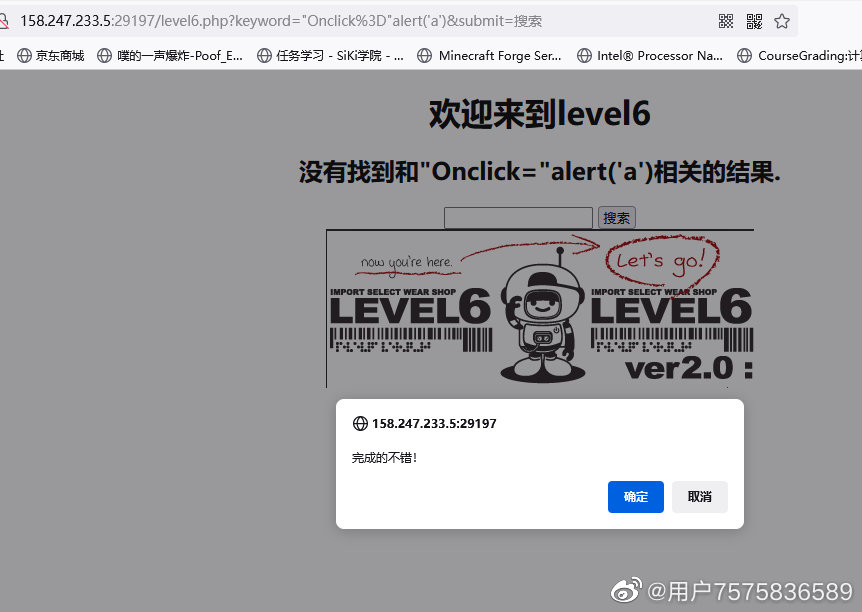 158.247.233.5:29197/level6.php?keyword="Onclick%3D"alert('a')&submit=搜索
京东商城 噗的一声爆炸-Poof_E... 任务学习 - SiKi学院 - ... Minecraft Forge Ser... Intel® Processor Na... CourseGrading:计
欢迎来到level6
没有找到和"Onclick="alert('a')相关的结果.
搜索
now you're here. Let's go!
IMPORT SELECT WEAR SHOP IMPORT SELECT WEAR SHOP
LEVEL6 LEVEL6
ver2.0 :
158.247.233.5:29197
完成的不错!
确定 取消
@用户7575836589